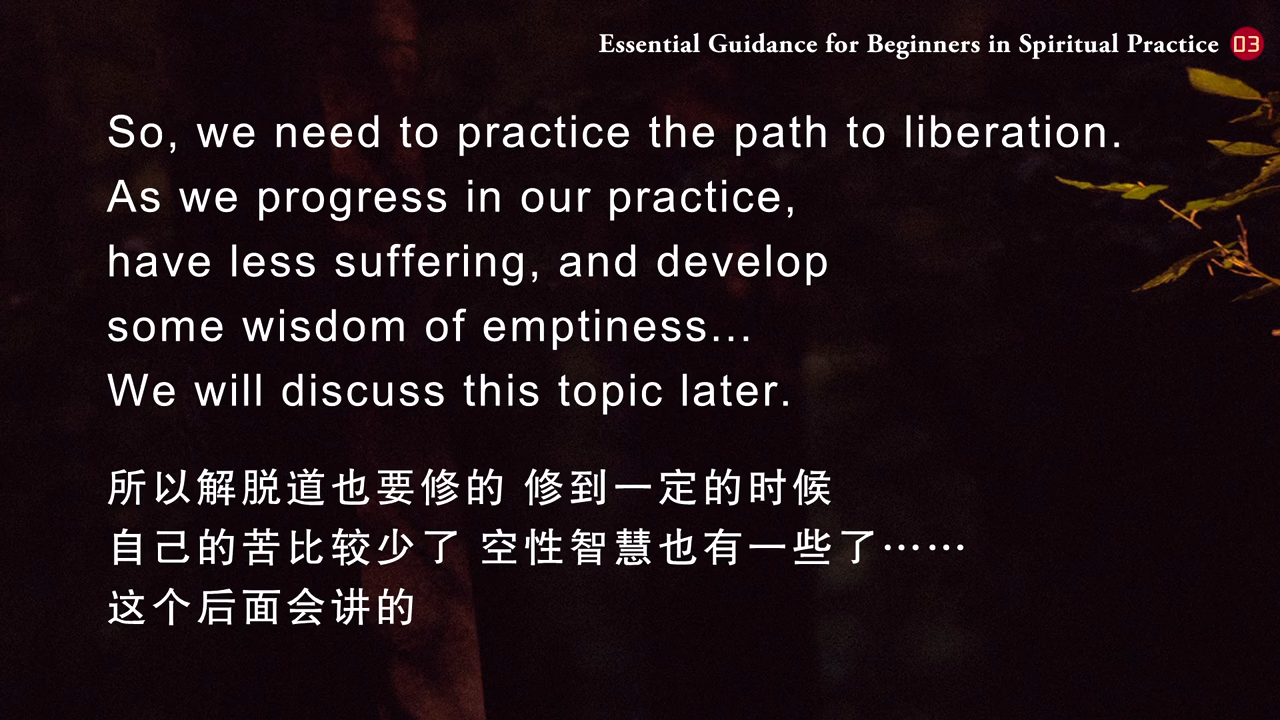 Essential Guidance for Beginners in Spiritual Practice 03
So, we need to practice the path to liberation.
As we progress in our practice,
have less suffering, and develop
some wisdom of emptiness...
We will discuss this topic later.
所以解脱道也要修的 修到一定的时候
自己的苦比较少了 空性智慧也有一些了……
这个后面会讲的